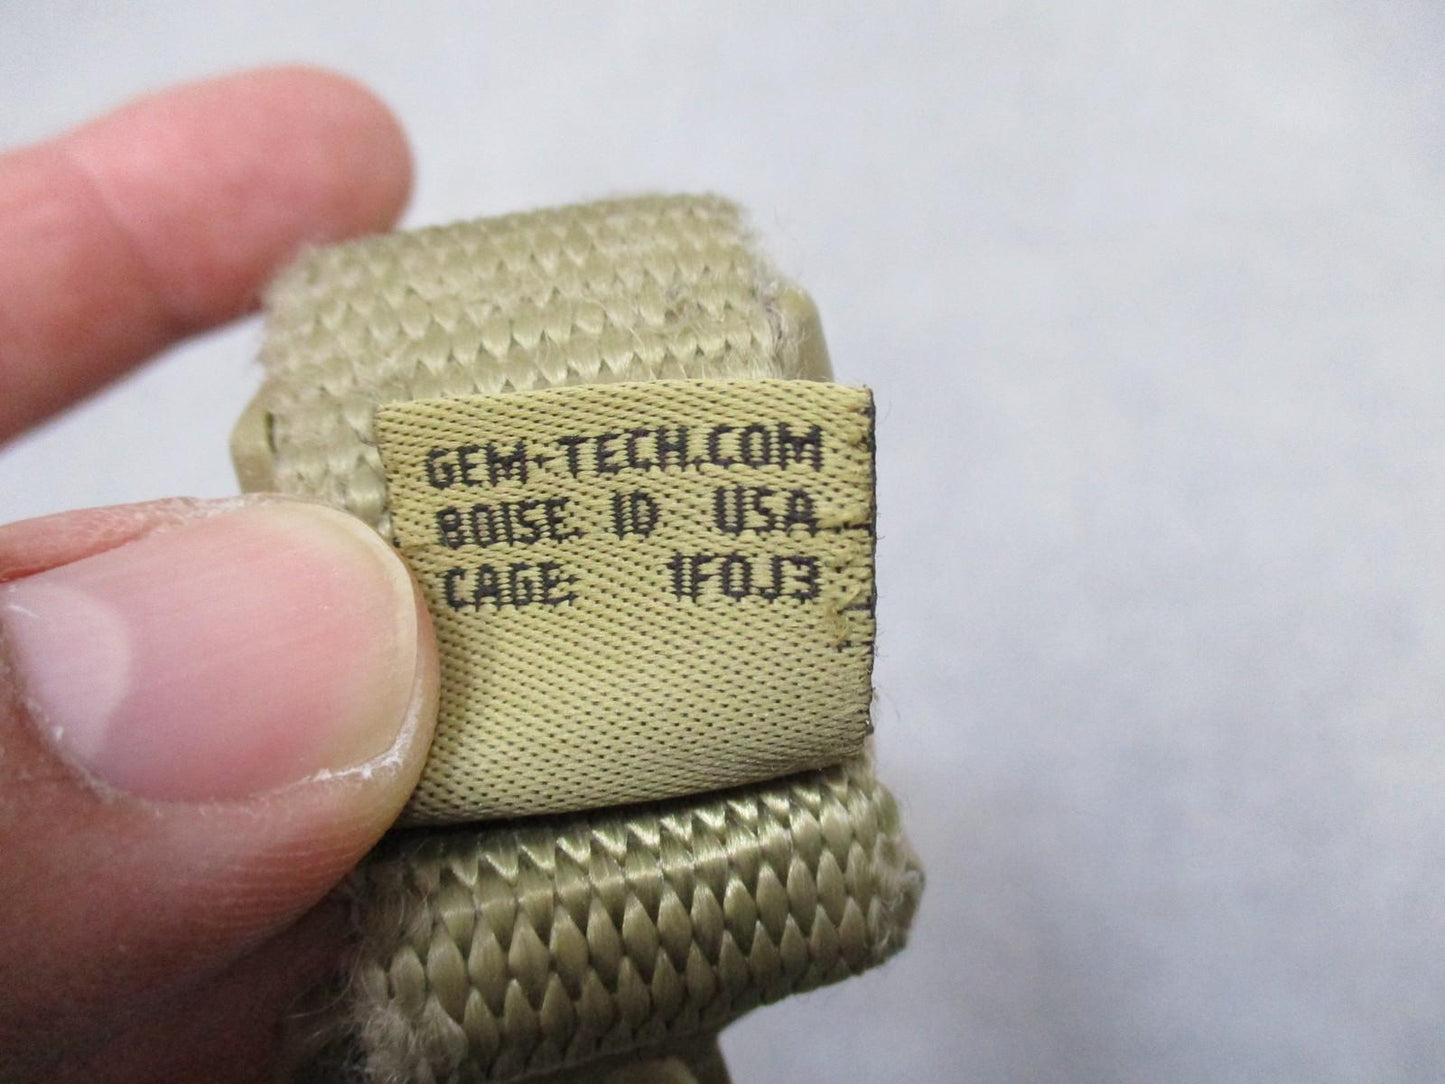 GEM-TECH.COM
BOISE ID USA
CAGE: 1F0J3